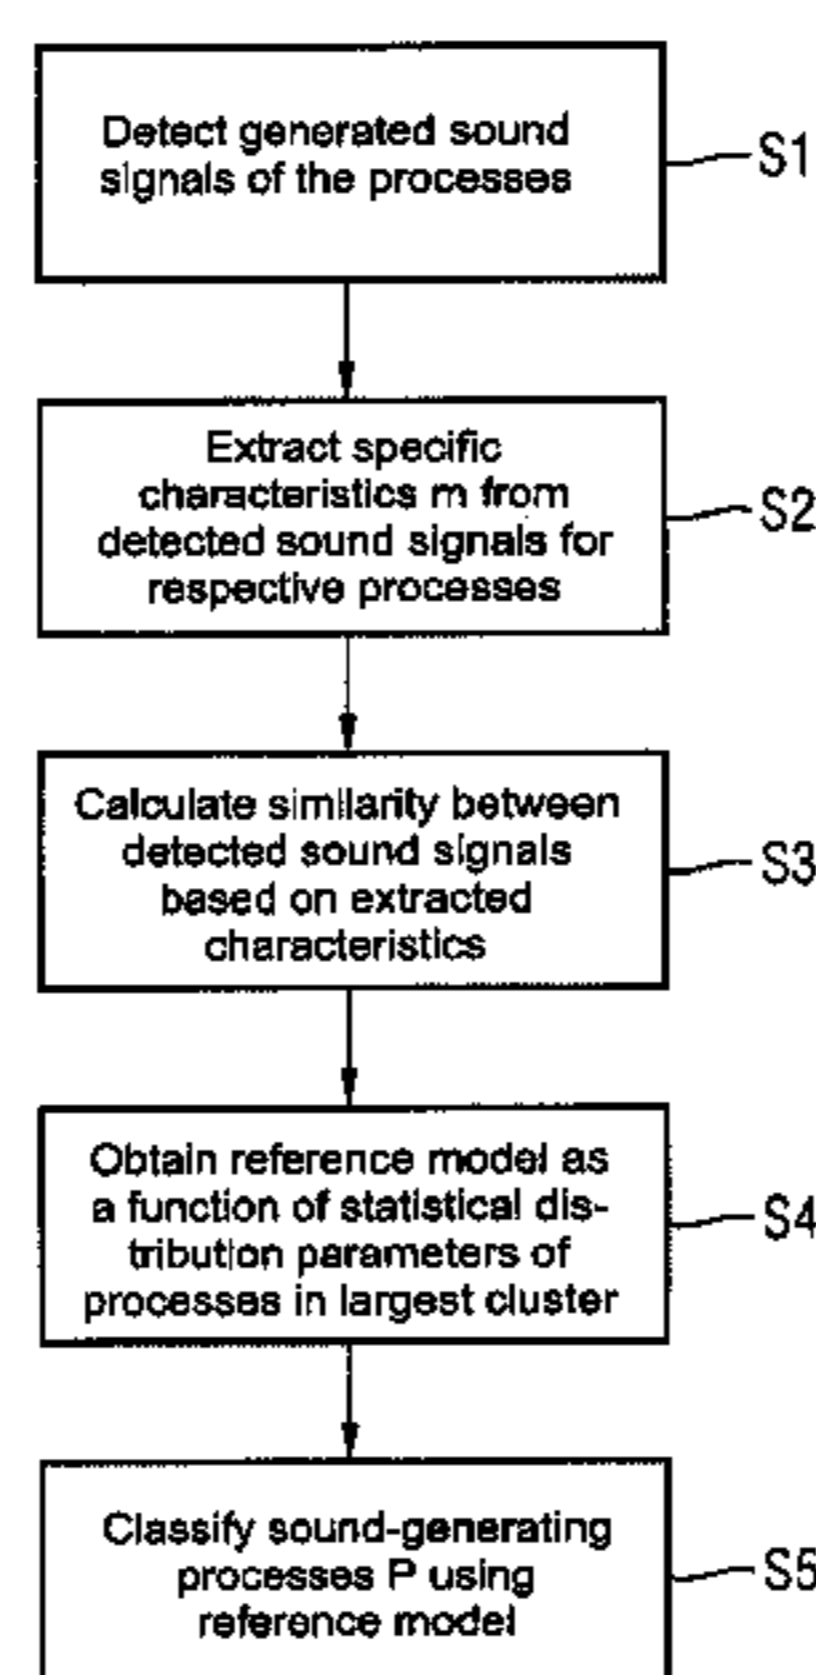 Detect generated sound
signals of the processes
S1
Extract specific
characteristics m from
detected sound signals for
respective processes
S2
Calculate similarity between
detected sound signals
based on extracted
characteristics
S3
Obtain reference model as
a function of statistical dis-
tribution parameters of
processes in largest cluster
S4
Classify sound-generating
processes P using
reference model
S5